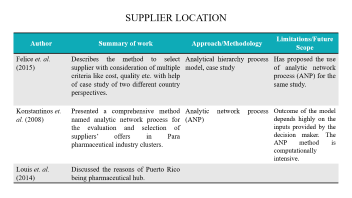 SUPPLIER LOCATION
Author Summary of work Approach/Methodology Limitations/Future Scope
Felice et. al. (2015)
Describes the method to select
supplier with consideration of multiple
criteria like cost, quality etc. with help
of case study of two different country
perspectives.
Analytical hierarchy process
model, case study
Has proposed the use
of analytic network
process (ANP) for the
same study.
Konstantinos et.
al. (2008)
Presented a comprehensive method
named analytic network process for
the evaluation and selection of
suppliers' offers in Para
pharmaceutical industry clusters.
Analytic network process
(ANP)
Outcome of the model
depends highly on the
inputs provided by the
decision maker. The
ANP method is
computationally
intensive.
Louis et. al.
(2014)
Discussed the reasons of Puerto Rico
being pharmaceutical hub.